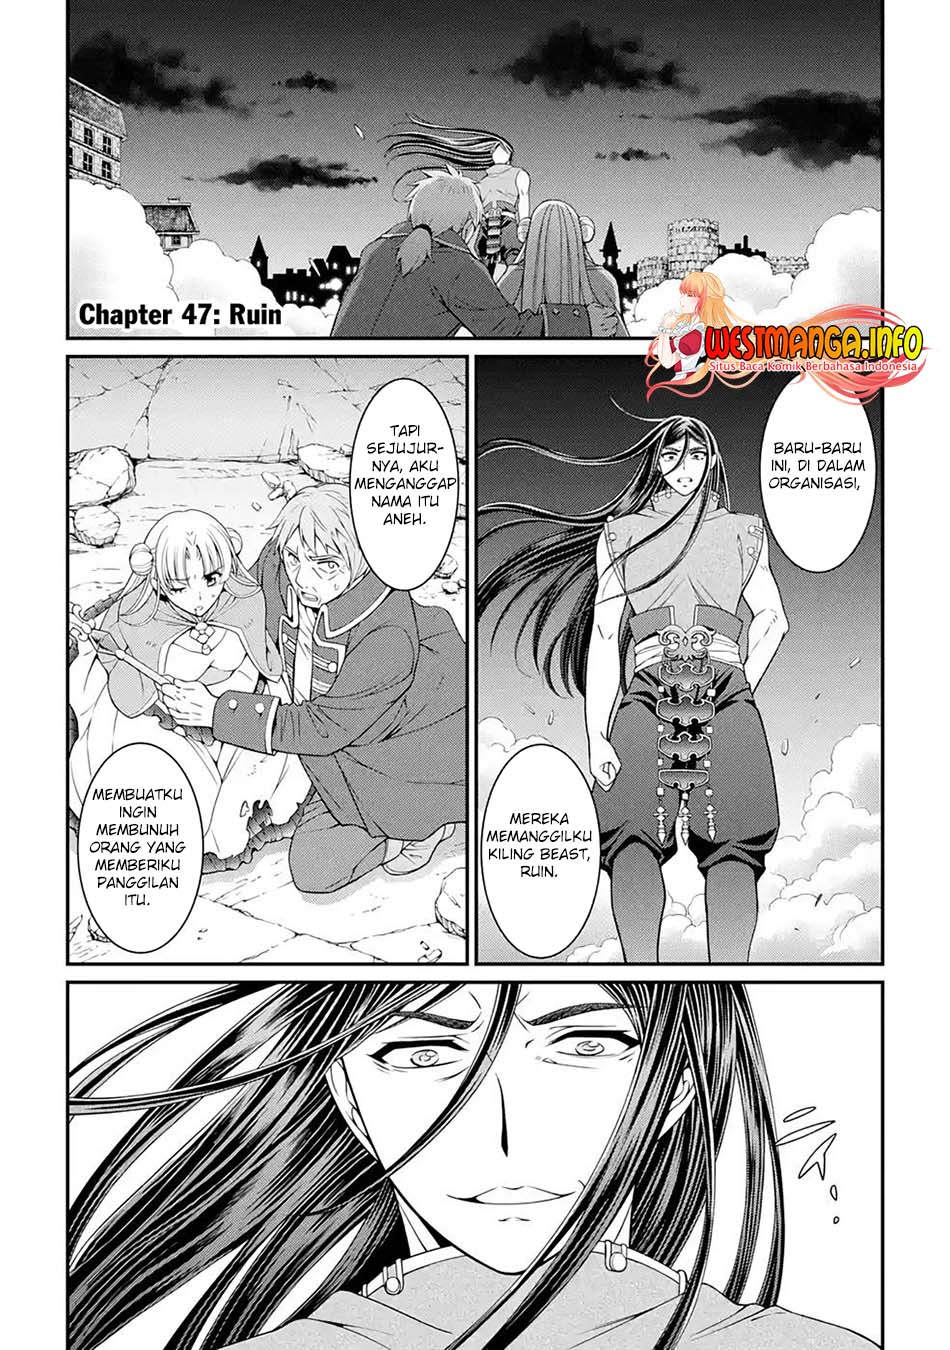 Chapter 47: Ruin
WESTMANGA.INFO
Situs Baca Komik Berbahasa Indonesia
BARU-BARU
INI, DI DALAM
ORGANISASI,
MEREKA
MEMANGGILKU
KILING BEAST,
RUIN.
TAPI
SEJUJUR-
NYA, AKU
MENGANGGAP
NAMA ITU
ANEH.
MEMBUATKU
INGIN
MEMBUNUH
ORANG YANG
MEMBERIKU
PANGGILAN
ITU.